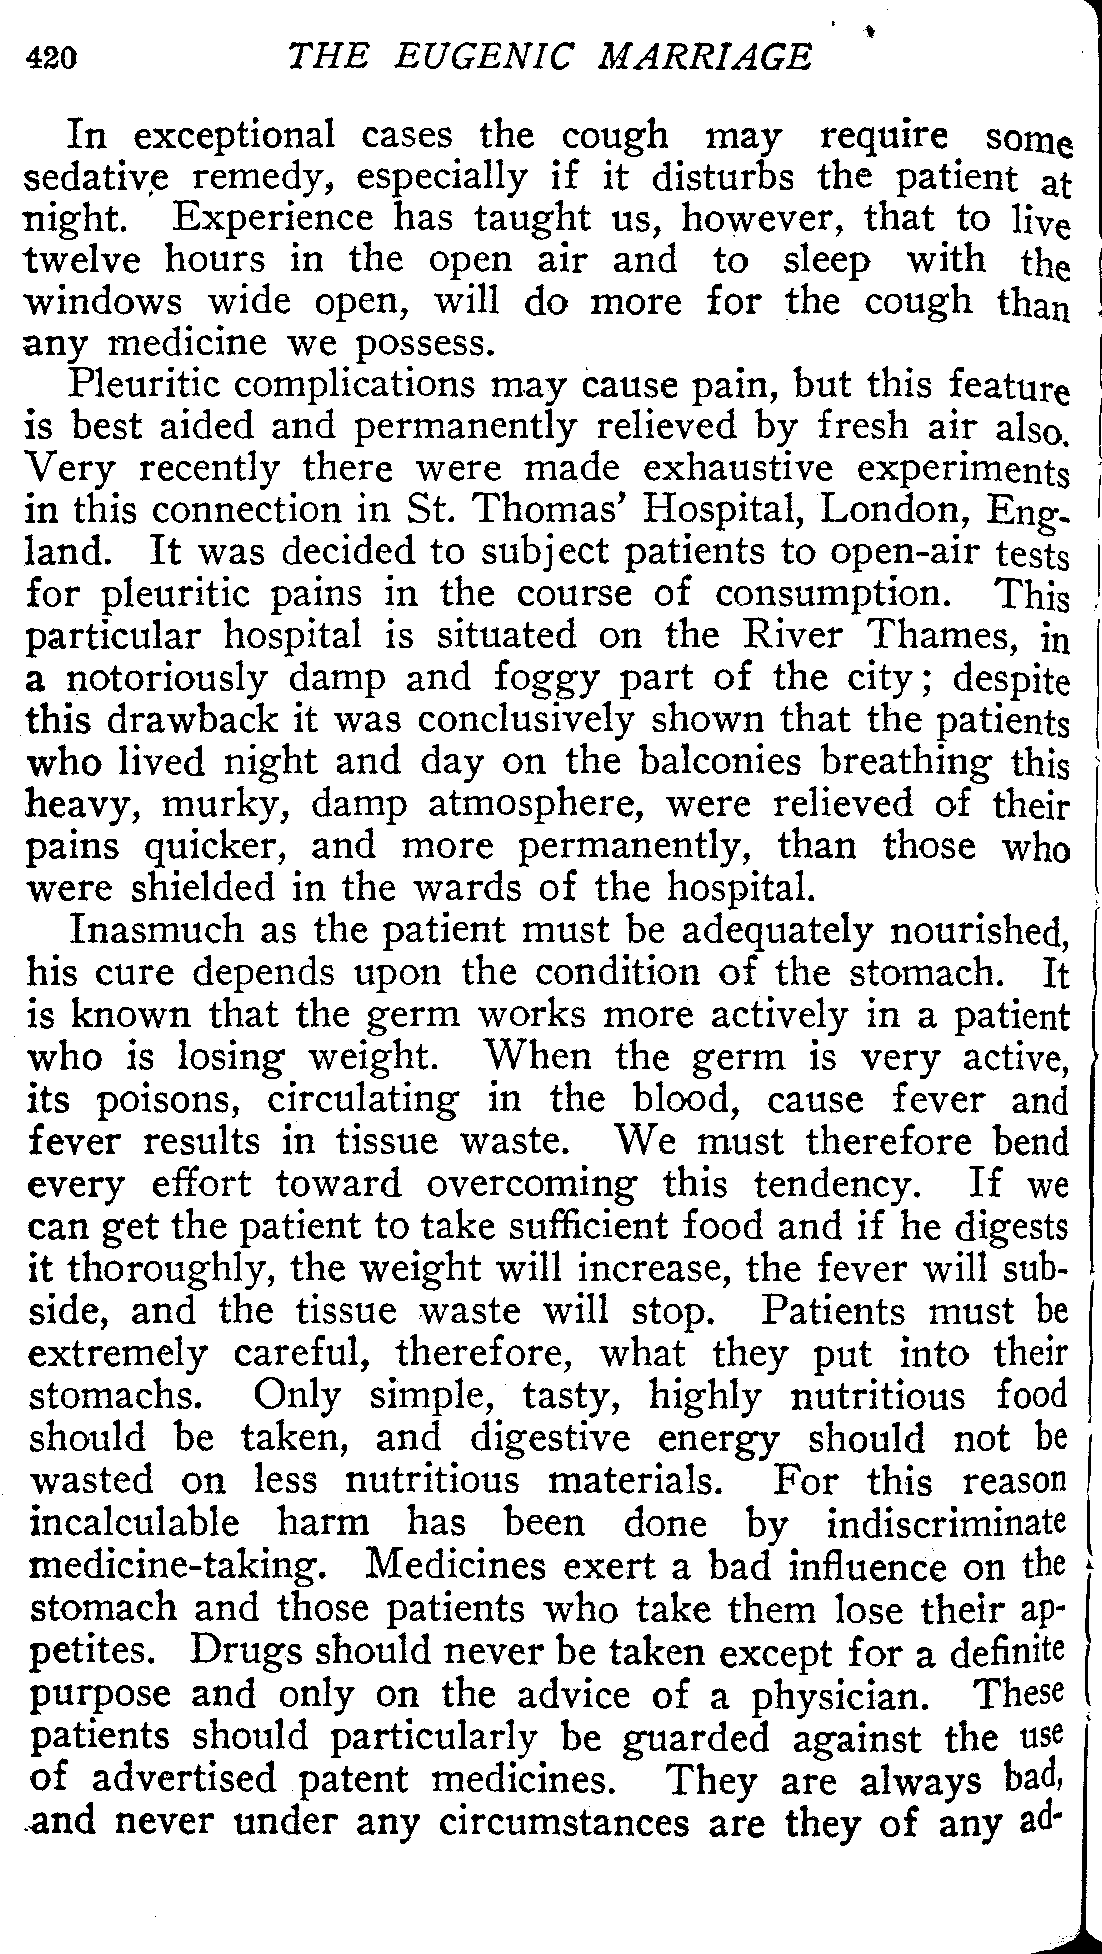 420 THE EUGENIC MARRIAGE
In exceptional cases the cough may require some
sedative remedy, especially if it disturbs the patient at
night. Experience has taught us, however, that to live
twelve hours in the open air and to sleep with the
windows wide open, will do more for the cough than
any medicine we possess.
Pleuritic complications may cause pain, but this feature
is best aided and permanently relieved by fresh air also.
Very recently there were made exhaustive experiments
in this connection in St. Thomas' Hospital, London, Eng-
land. It was decided to subject patients to open-air tests
for pleuritic pains in the course of consumption. This
particular hospital is situated on the River Thames, in
a notoriously damp and foggy part of the city; despite
this drawback it was conclusively shown that the patients
who lived night and day on the balconies breathing this
heavy, murky, damp atmosphere, were relieved of their
pains quicker, and more permanently, than those who
were shielded in the wards of the hospital.
Inasmuch as the patient must be adequately nourished,
his cure depends upon the condition of the stomach. It
is known that the germ works more actively in a patient
who is losing weight. When the germ is very active,
its poisons, circulating in the blood, cause fever and
fever results in tissue waste. We must therefore bend
every effort toward overcoming this tendency. If we
can get the patient to take sufficient food and if he digests
it thoroughly, the weight will increase, the fever will sub-
side, and the tissue waste will stop. Patients must be
extremely careful, therefore, what they put into their
stomachs. Only simple, tasty, highly nutritious food
should be taken, and digestive energy should not be
wasted on less nutritious materials. For this reason
incalculable harm has been done by indiscriminate
medicine-taking. Medicines exert a bad influence on the
stomach and those patients who take them lose their ap-
petites. Drugs should never be taken except for a definite
purpose and only on the advice of a physician. These
patients should particularly be guarded against the use
of advertised patent medicines. They are always bad,
and never under any circumstances are they of any ad-